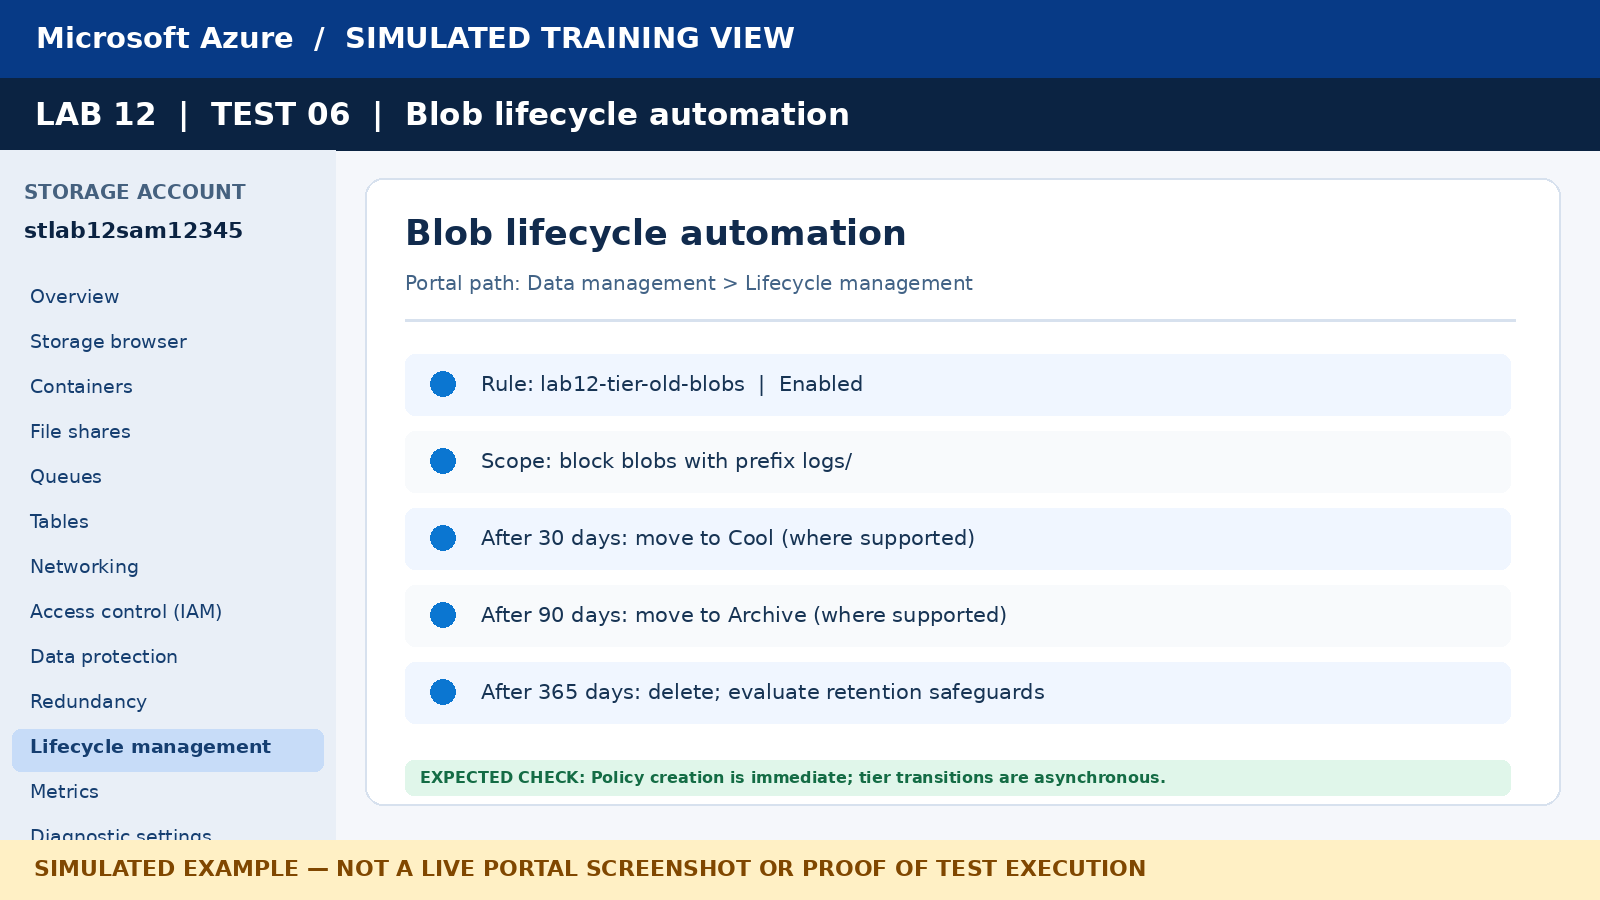 Microsoft Azure / SIMULATED TRAINING VIEW
LAB 12 | TEST 06 | Blob lifecycle automation
STORAGE ACCOUNT
stlab12sam12345
Overview
Storage browser
Containers
File shares
Queues
Tables
Networking
Access control (IAM)
Data protection
Redundancy
Lifecycle management
Metrics
Diagnostic settings
Blob lifecycle automation
Portal path: Data management > Lifecycle management
Rule: lab12-tier-old-blobs | Enabled
Scope: block blobs with prefix logs/
After 30 days: move to Cool (where supported)
After 90 days: move to Archive (where supported)
After 365 days: delete; evaluate retention safeguards
EXPECTED CHECK: Policy creation is immediate; tier transitions are asynchronous.
SIMULATED EXAMPLE — NOT A LIVE PORTAL SCREENSHOT OR PROOF OF TEST EXECUTION